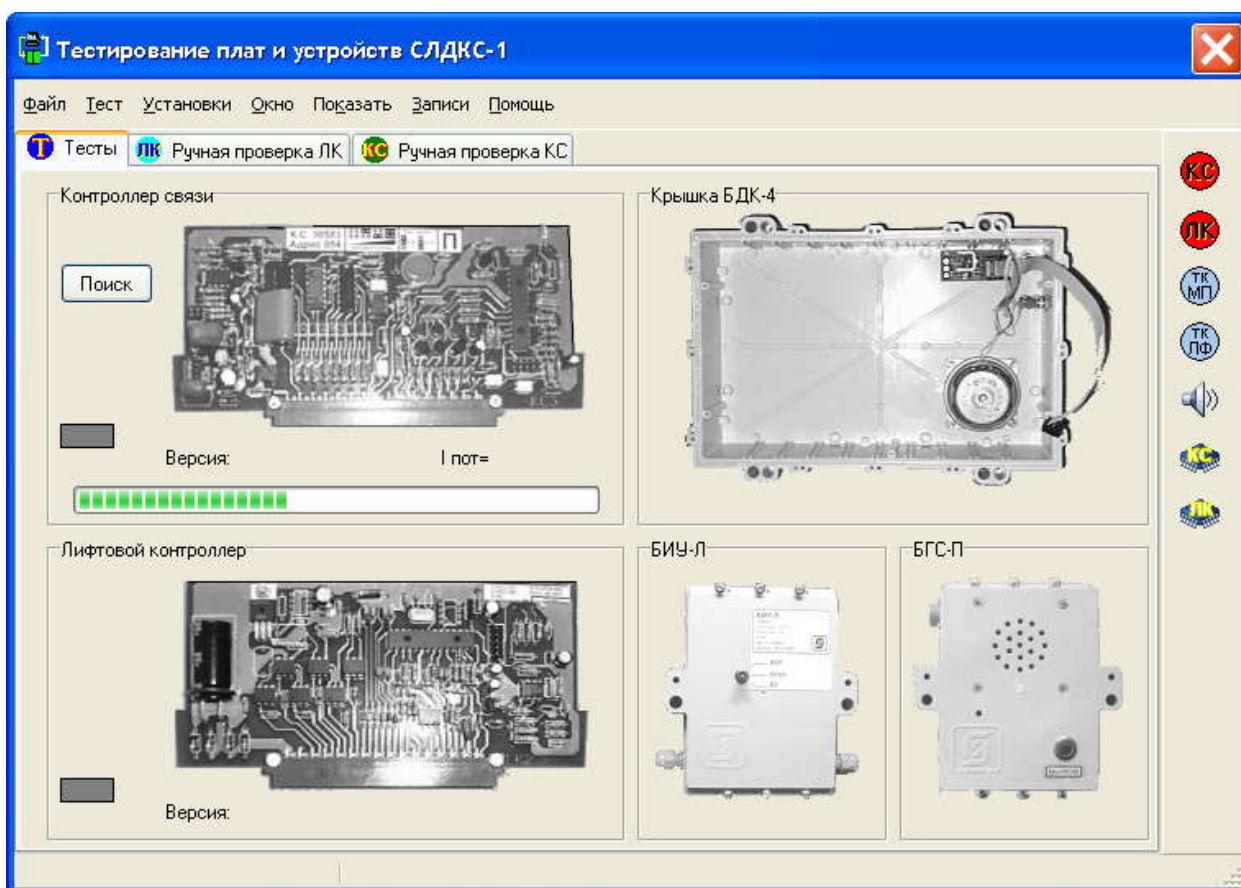 Тестирование плат и устройств СЛДКС-1
Файл Тест Установки Окно Показать Записи Помощь
Т Тесты ЛК Ручная проверка ЛК КС Ручная проверка КС
Контроллер связи
Поиск
П
Версия: I пот=
Крышка БДК-4
Лифтовой контроллер
Версия:
БИУ-Л
БГС-П
КС
ЛК
ТК
МП
ТК
ПФ
КС
ЛК